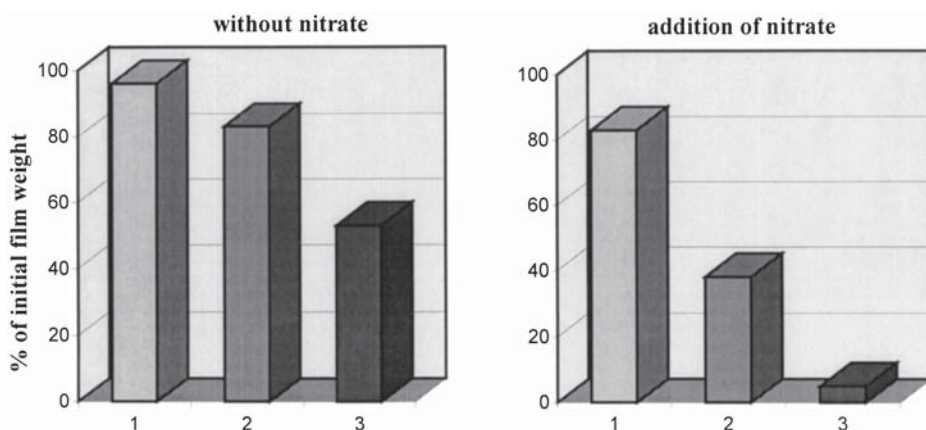 without nitrate
addition of nitrate
% of initial film weight
100
80
60
40
20
0
1 2 3
100
80
60
40
20
0
1 2 3